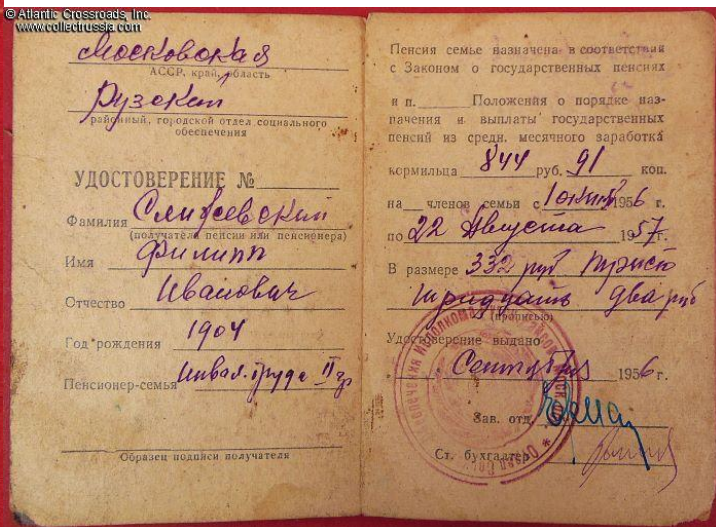 © Atlantic Crossroads, Inc.
www.collectrussia.com
Московская
АССР, край, область
Рузский
районный, городской отдел социального
обеспечения
УДОСТОВЕРЕНИЕ №
Фамилия
(получателя пенсии или пенсионера)
Имя Филипп
Отчество Иванович
Год рождения 1904
Пенсионер-семья Инвал. труда II гр
Образец подписи получателя
Пенсия семье назначена в соответствии
с Законом о государственных пенсиях
и п. Положения о порядке наз-
начения и выплаты государственных
пенсий из средн. месячного заработка
кормильца 844 руб. 91 коп.
на членов семьи с 1 октяб 1956 г.
по 22 Августа 1957 г.
В размере 332 руб Триста
тридцать два руб
(прописью)
Удостоверение выдано
Сентября 1956 г.
Зав. отд.
Ст. бухгалтер